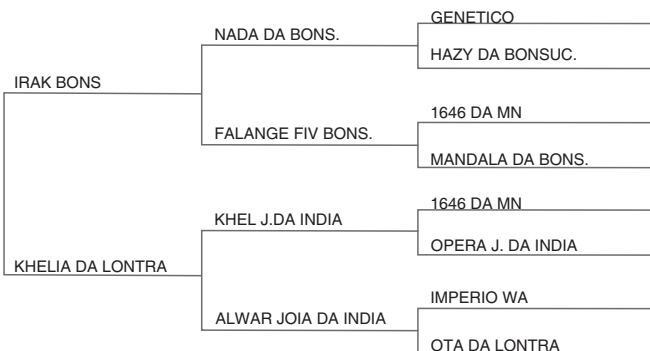 GENETICO
NADA DA BONS.
HAZY DA BONSUC.
IRAK BONS
1646 DA MN
FALANGE FIV BONS.
MANDALA DA BONS.
1646 DA MN
KHEL J.DA INDIA
OPERA J. DA INDIA
KHELIA DA LONTRA
IMPERIO WA
ALWAR JOIA DA INDIA
OTA DA LONTRA